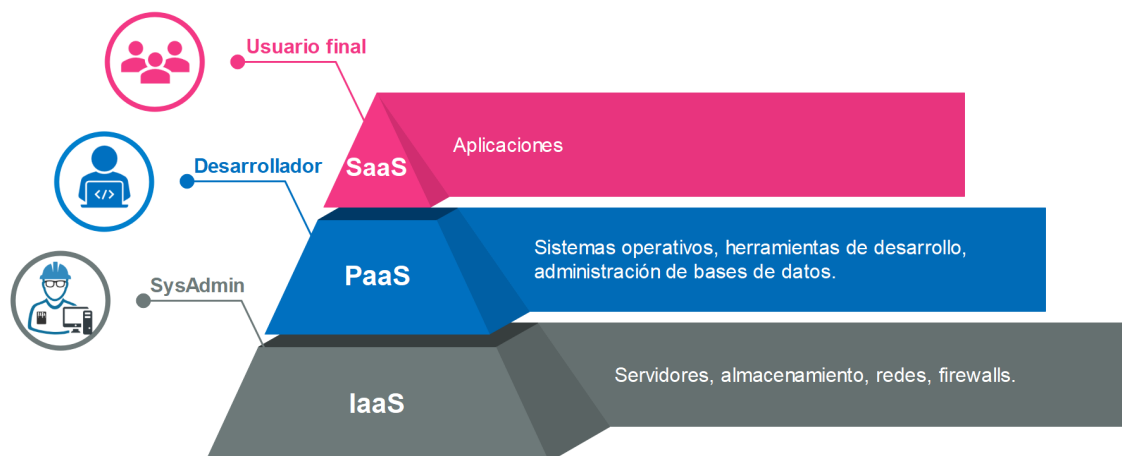 Usuario final
SaaS
Aplicaciones
Desarrollador
PaaS
Sistemas operativos, herramientas de desarrollo,
administración de bases de datos.
SysAdmin
IaaS
Servidores, almacenamiento, redes, firewalls.